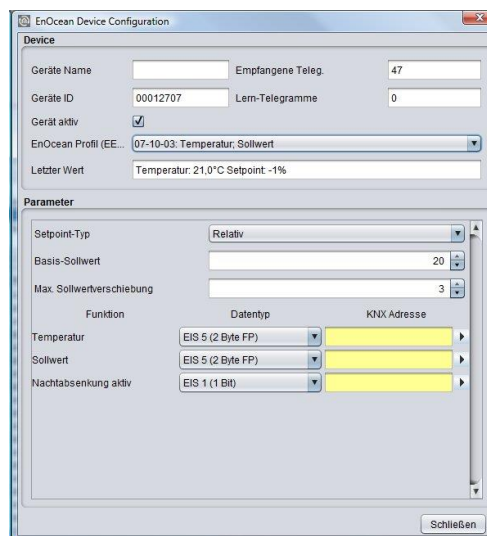 EnOcean Device Configuration
Device
Geräte Name Empfangene Teleg. 47
Geräte ID 00012707 Lern-Telegramme 0
Gerät aktiv
EnOcean Profil (EE... 07-10-03: Temperatur; Sollwert
Letzter Wert Temperatur: 21,0°C Setpoint: -1%
Parameter
Setpoint-Typ Relativ
Basis-Sollwert 20
Max. Sollwertverschiebung 3
Funktion Datentyp KNX Adresse
Temperatur EIS 5 (2 Byte FP)
Sollwert EIS 5 (2 Byte FP)
Nachtabsenkung aktiv EIS 1 (1 Bit)
Schließen